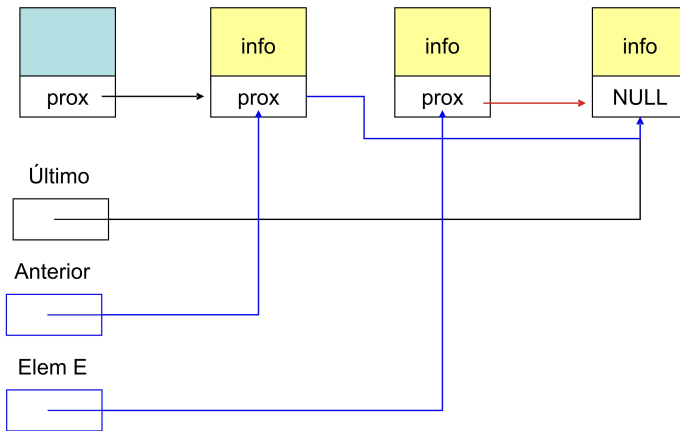 info
info
info
prox
prox
prox
NULL
Último
Anterior
Elem E